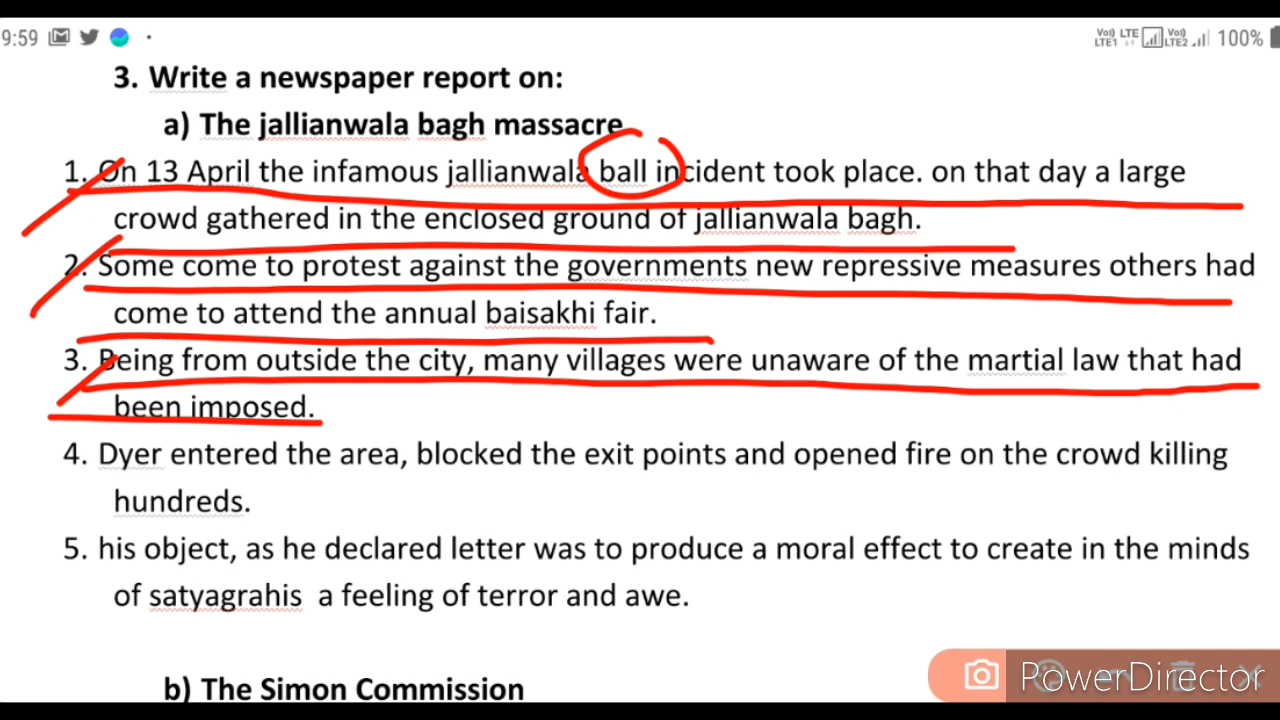 9:59
Vo) LTE LTE1 Vo) LTE2 100%
3. Write a newspaper report on:
a) The jallianwala bagh massacre
1. On 13 April the infamous jallianwala ball incident took place. on that day a large
crowd gathered in the enclosed ground of jallianwala bagh.
2. Some come to protest against the governments new repressive measures others had
come to attend the annual baisakhi fair.
3. Being from outside the city, many villages were unaware of the martial law that had
been imposed.
4. Dyer entered the area, blocked the exit points and opened fire on the crowd killing
hundreds.
5. his object, as he declared letter was to produce a moral effect to create in the minds
of satyagrahis a feeling of terror and awe.
b) The Simon Commission
PowerDirector